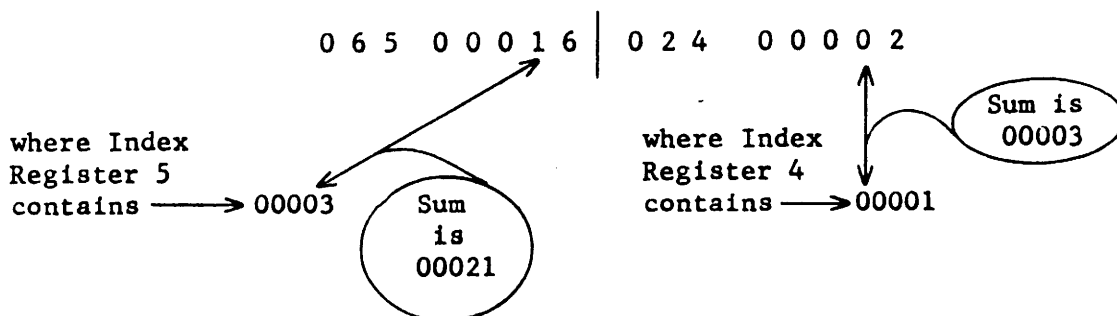 0 6 5 0 0 0 1 6 | 0 2 4 0 0 0 0 2
where Index
Register 5
contains
00003
Sum
is
00021
where Index
Register 4
contains
00001
Sum is
00003